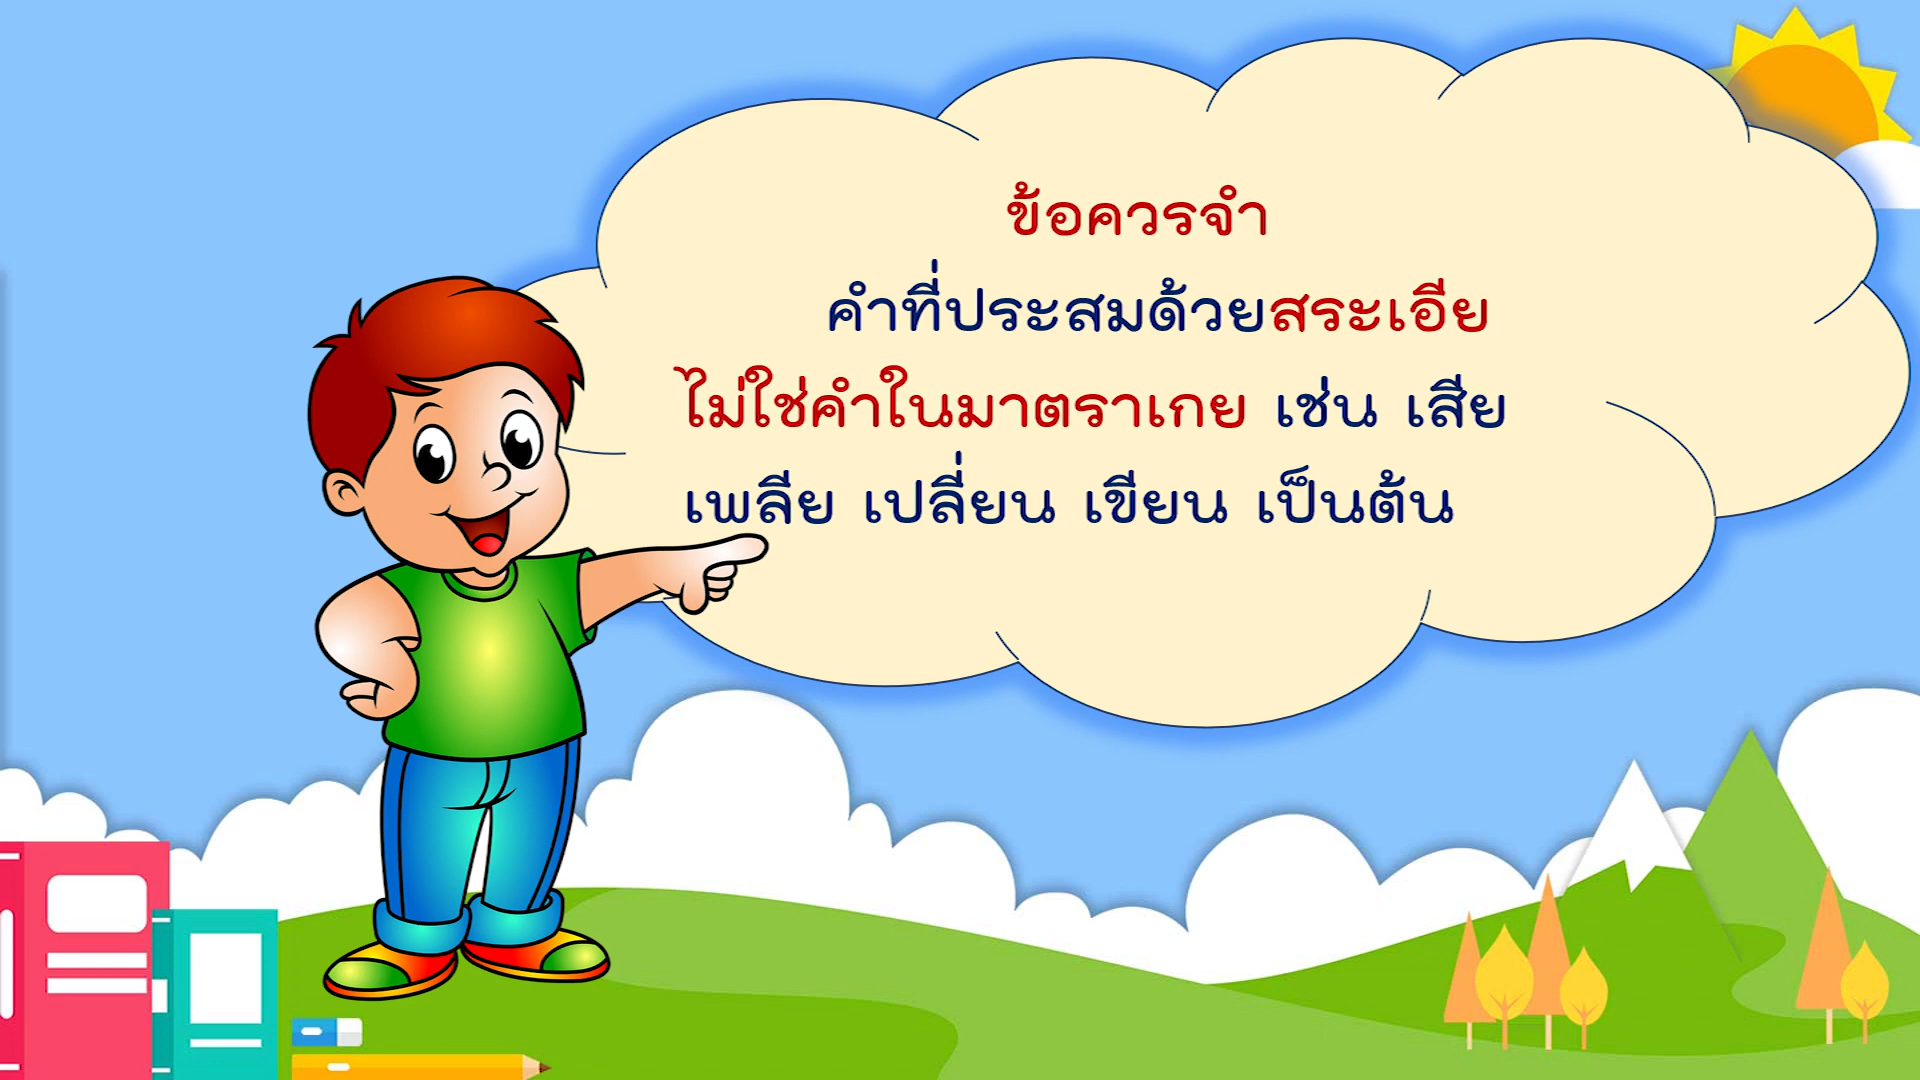 ข้อควรจำ
คำที่ประสมด้วยสระเอีย
ไม่ใช่คำในมาตราเกย เช่น เสีย
เพลีย เปลี่ยน เขียน เป็นต้น